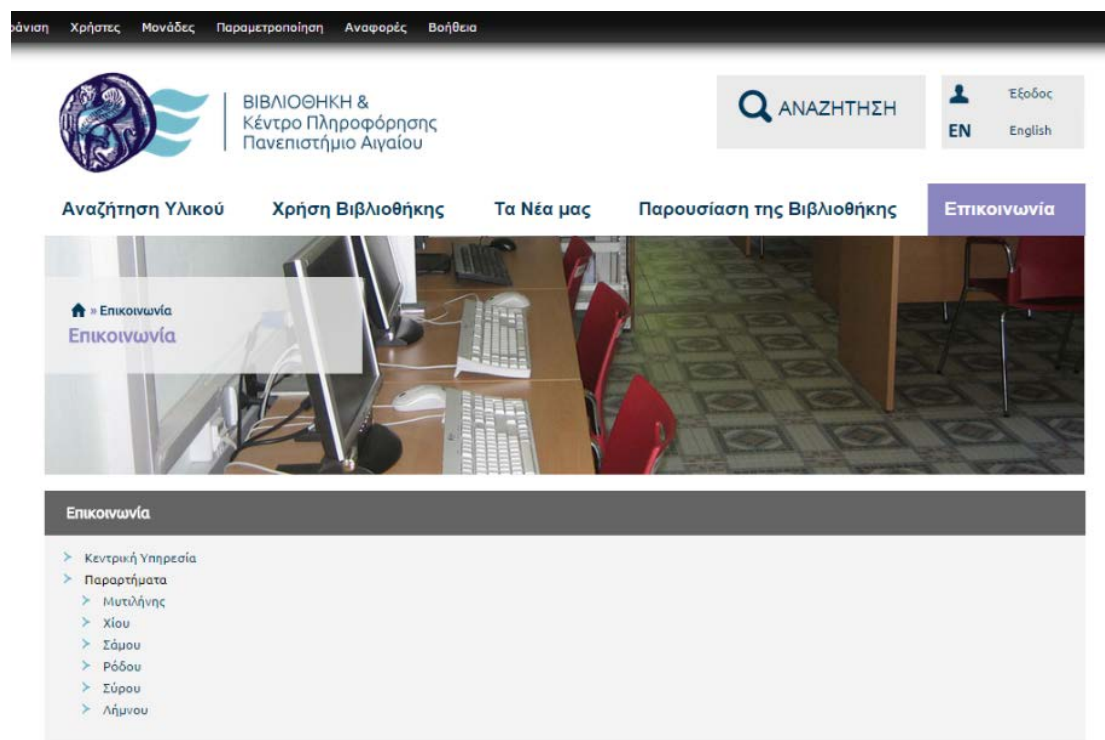 Χρήστες Μονάδες Παραμετροποίηση Αναφορές Βοήθεια
ΒΙΒΛΙΟΘΗΚΗ &
Κέντρο Πληροφόρησης
Πανεπιστήμιο Αιγαίου
ΑΝΑΖΗΤΗΣΗ
Έξοδος
EN English
Αναζήτηση Υλικού Χρήση Βιβλιοθήκης Τα Νέα μας Παρουσίαση της Βιβλιοθήκης Επικοινωνία
» Επικοινωνία
Επικοινωνία
Επικοινωνία
Κεντρική Υπηρεσία
Παραρτήματα
Μυτιλήνης
Χίου
Σάμου
Ρόδου
Σύρου
Λήμνου